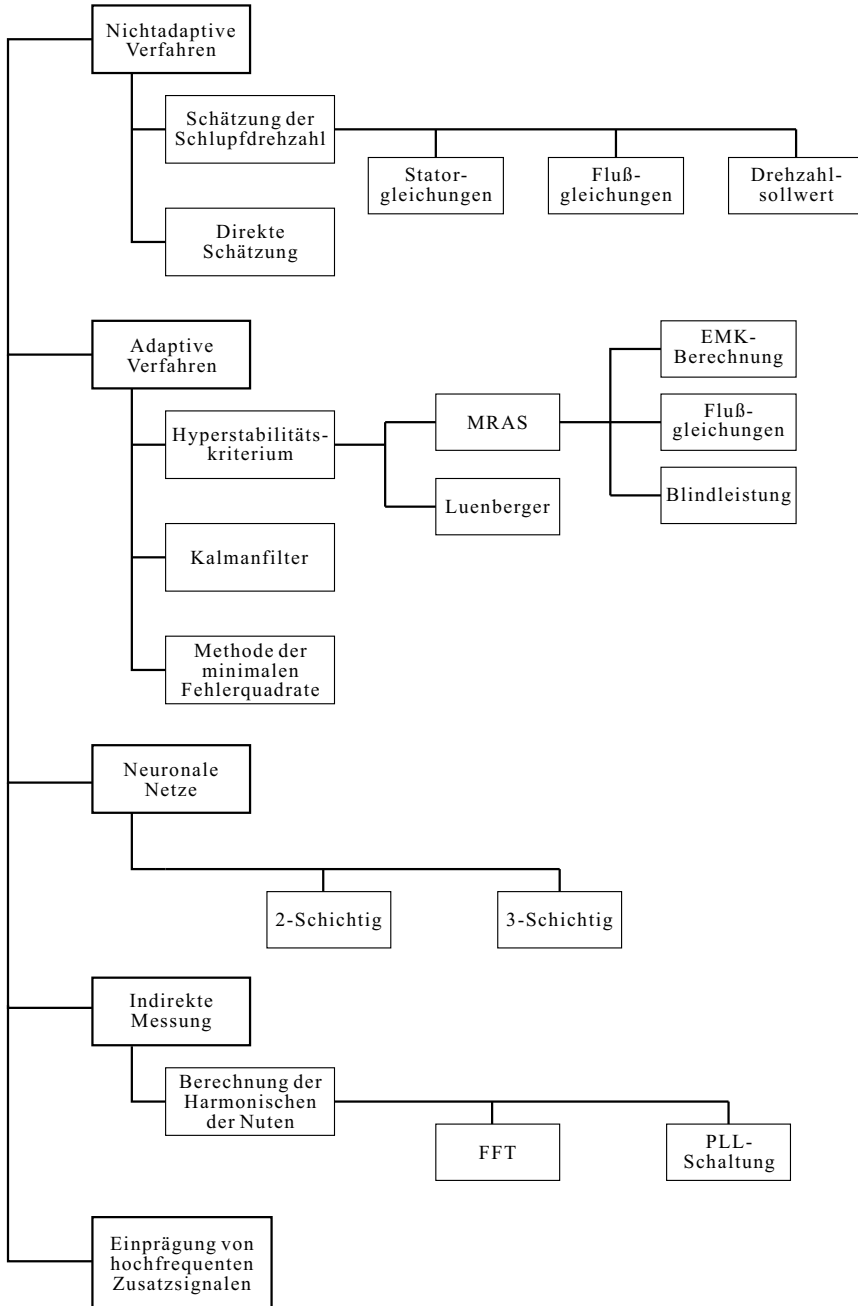 Nichtadaptive
Verfahren
Schätzung der
Schlupfdrehzahl
Stator-
gleichungen
Fluß-
gleichungen
Drehzahl-
sollwert
Direkte
Schätzung
Adaptive
Verfahren
EMK-
Berechnung
Hyperstabilitäts-
kriterium
MRAS
Fluß-
gleichungen
Luenberger
Blindleistung
Kalmanfilter
Methode der
minimalen
Fehlerquadrate
Neuronale
Netze
2-Schichtig
3-Schichtig
Indirekte
Messung
Berechnung der
Harmonischen
der Nuten
FFT
PLL-
Schaltung
Einprägung von
hochfrequenten
Zusatzsignalen